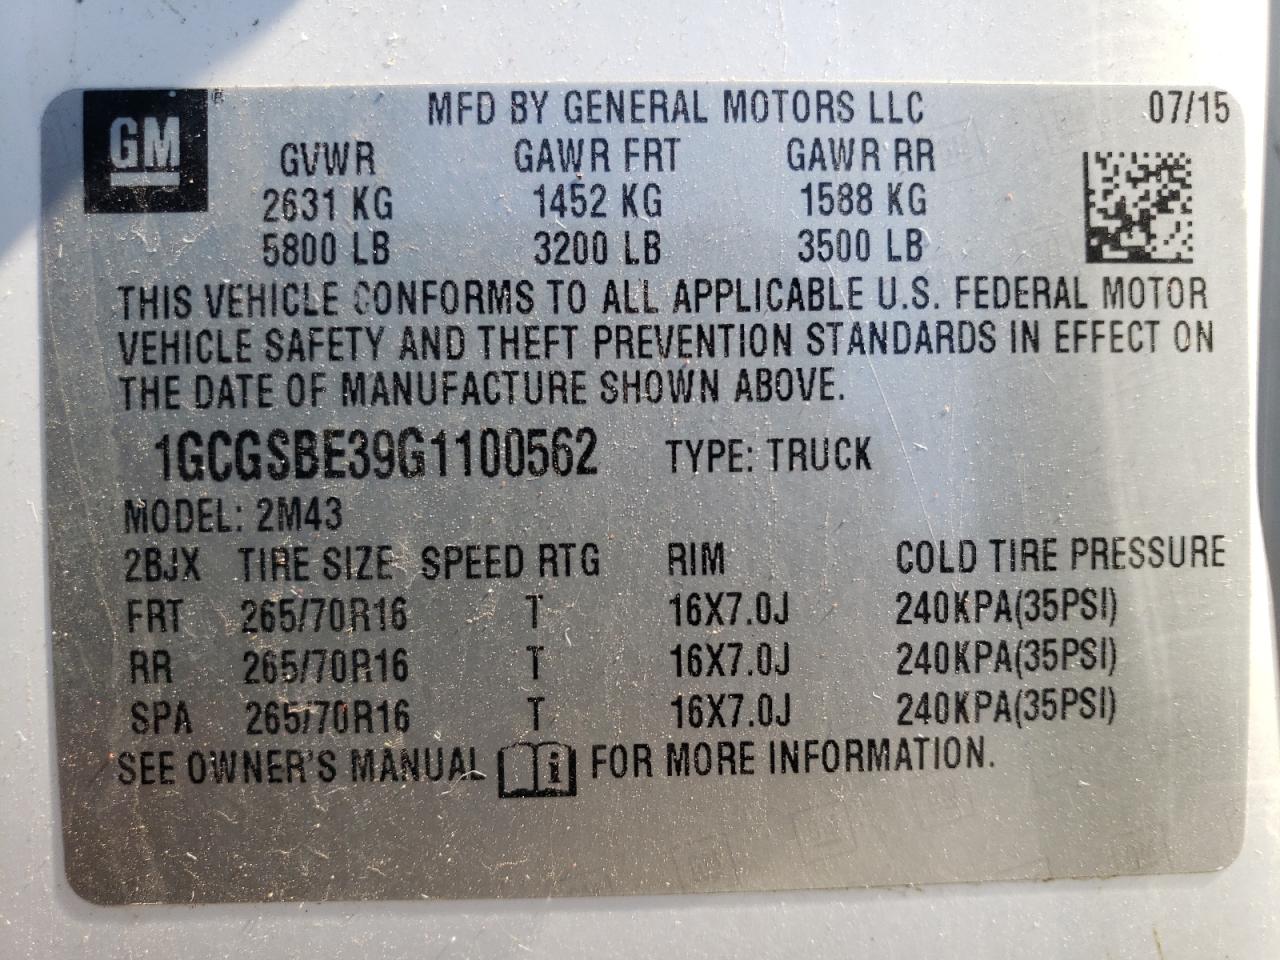 GM ® MFD BY GENERAL MOTORS LLC 07/15
GVWR GAWR FRT GAWR RR
2631 KG 1452 KG 1588 KG
5800 LB 3200 LB 3500 LB
THIS VEHICLE CONFORMS TO ALL APPLICABLE U.S. FEDERAL MOTOR
VEHICLE SAFETY AND THEFT PREVENTION STANDARDS IN EFFECT ON
THE DATE OF MANUFACTURE SHOWN ABOVE.
1GCGSBE39G1100562 TYPE: TRUCK
MODEL: 2M43
2BJX TIRE SIZE SPEED RTG RIM COLD TIRE PRESSURE
FRT 265/70R16 T 16X7.0J 240KPA(35PSI)
RR 265/70R16 T 16X7.0J 240KPA(35PSI)
SPA 265/70R16 T 16X7.0J 240KPA(35PSI)
SEE OWNER'S MANUAL i FOR MORE INFORMATION.